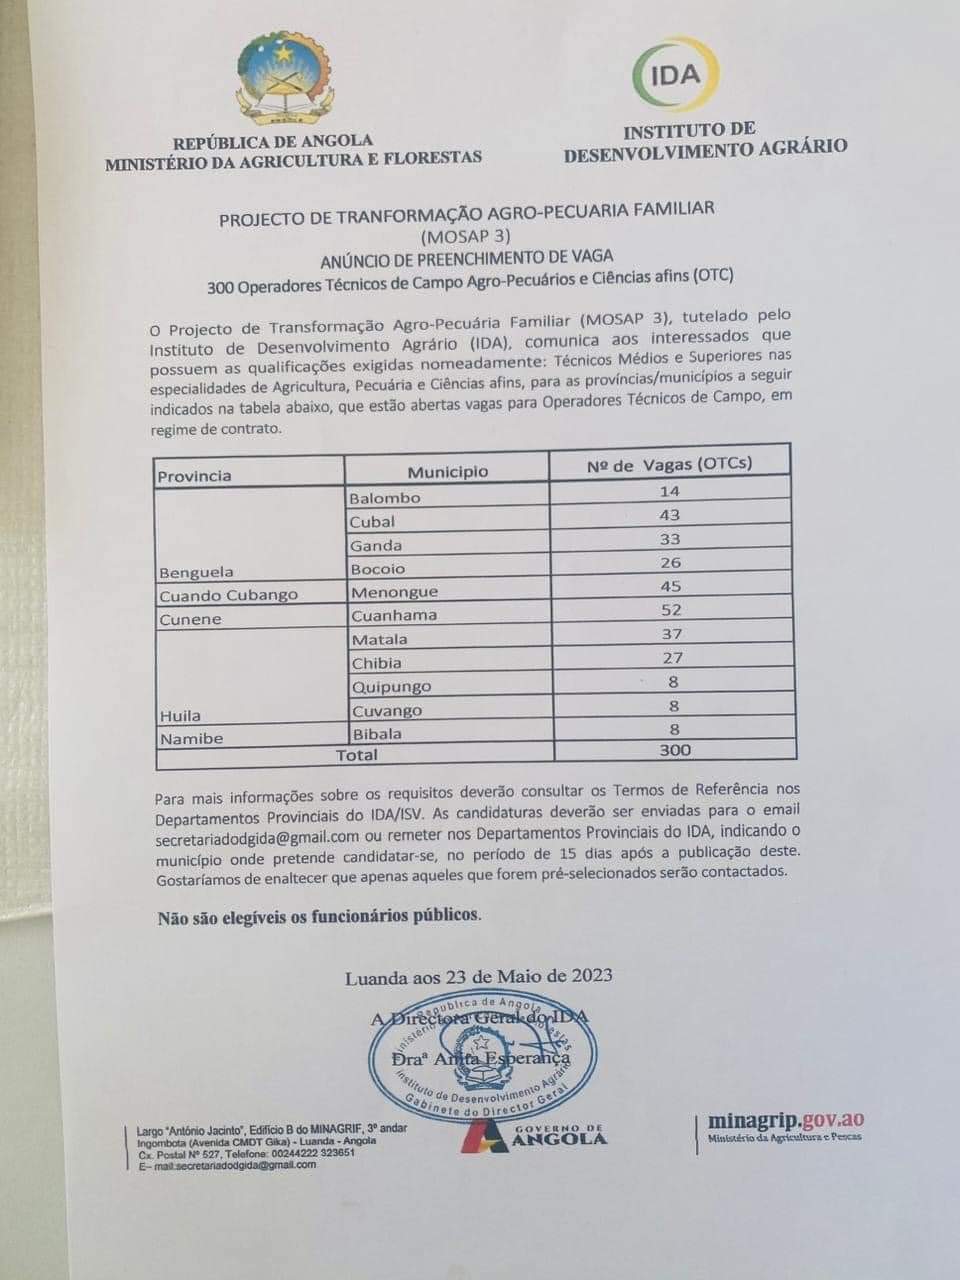 IDA
REPÚBLICA DE ANGOLA
MINISTÉRIO DA AGRICULTURA E FLORESTAS
INSTITUTO DE
DESENVOLVIMENTO AGRÁRIO
PROJECTO DE TRANFORMAÇÃO AGRO-PECUARIA FAMILIAR
(MOSAP 3)
ANÚNCIO DE PREENCHIMENTO DE VAGA
300 Operadores Técnicos de Campo Agro-Pecuários e Ciências afins (OTC)
O Projecto de Transformação Agro-Pecuária Familiar (MOSAP 3), tutelado pelo
Instituto de Desenvolvimento Agrário (IDA), comunica aos interessados que
possuem as qualificações exigidas nomeadamente: Técnicos Médios e Superiores nas
especialidades de Agricultura, Pecuária e Ciências afins, para as províncias/municípios a seguir
indicados na tabela abaixo, que estão abertas vagas para Operadores Técnicos de Campo, em
regime de contrato.
Provincia Municipio Nº de Vagas (OTCs)
Balombo 14
Cubal 43
Ganda 33
Benguela Bocoio 26
Cuando Cubango Menongue 45
Cunene Cuanhama 52
Matala 37
Chibia 27
Quipungo 8
Huila Cuvango 8
Namibe Bibala 8
Total 300
Para mais informações sobre os requisitos deverão consultar os Termos de Referência nos
Departamentos Provinciais do IDA/ISV. As candidaturas deverão ser enviadas para o email
secretariadodgida@gmail.com ou remeter nos Departamentos Provinciais do IDA, indicando o
município onde pretende candidatar-se, no período de 15 dias após a publicação deste.
Gostaríamos de enaltecer que apenas aqueles que forem pré-selecionados serão contactados.
Não são elegíveis os funcionários públicos.
Luanda aos 23 de Maio de 2023
República de Angola
A Directora Geral do IDA
Draª Anita Esperança
Instituto de Desenvolvimento Agrário
Gabinete do Director Geral
Largo "António Jacinto", Edifício B do MINAGRIF, 3º andar
Ingombota (Avenida CMDT Gika) - Luanda - Angola
Cx. Postal Nº 527, Telefone: 00244222 323651
E– mail:secretariadodgida@gmail.com
GOVERNO DE
ANGOLA
minagrip.gov.ao
Ministério da Agricultura e Pescas